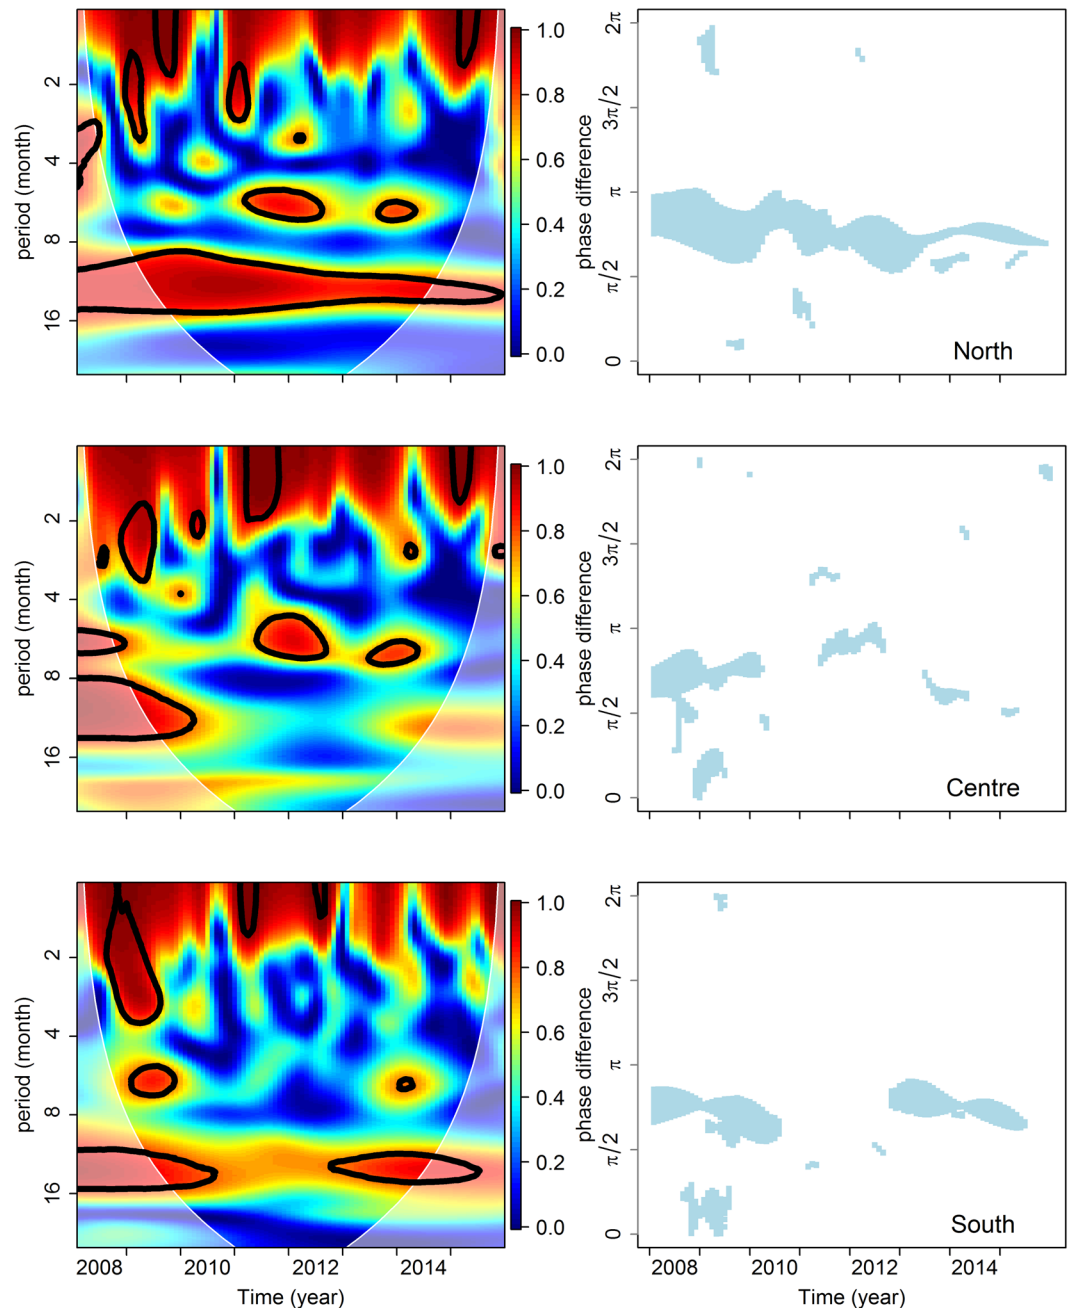 period (month)
2
4
8
16
1.0
0.8
0.6
0.4
0.2
0.0
phase difference
2π
3π/2
π
π/2
0
North
period (month)
2
4
8
16
1.0
0.8
0.6
0.4
0.2
0.0
phase difference
2π
3π/2
π
π/2
0
Centre
period (month)
2
4
8
16
1.0
0.8
0.6
0.4
0.2
0.0
phase difference
2π
3π/2
π
π/2
0
South
2008 2010 2012 2014
Time (year)
2008 2010 2012 2014
Time (year)